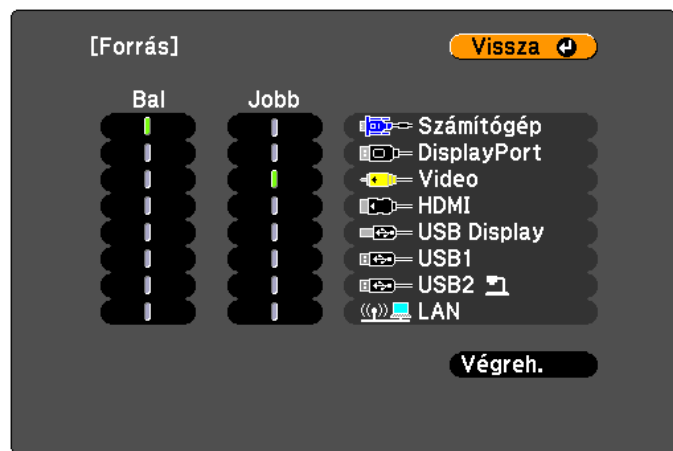 [Forrás] Vissza
Bal Jobb
Számítógép
DisplayPort
Video
HDMI
USB Display
USB1
USB2
LAN
Végreh.